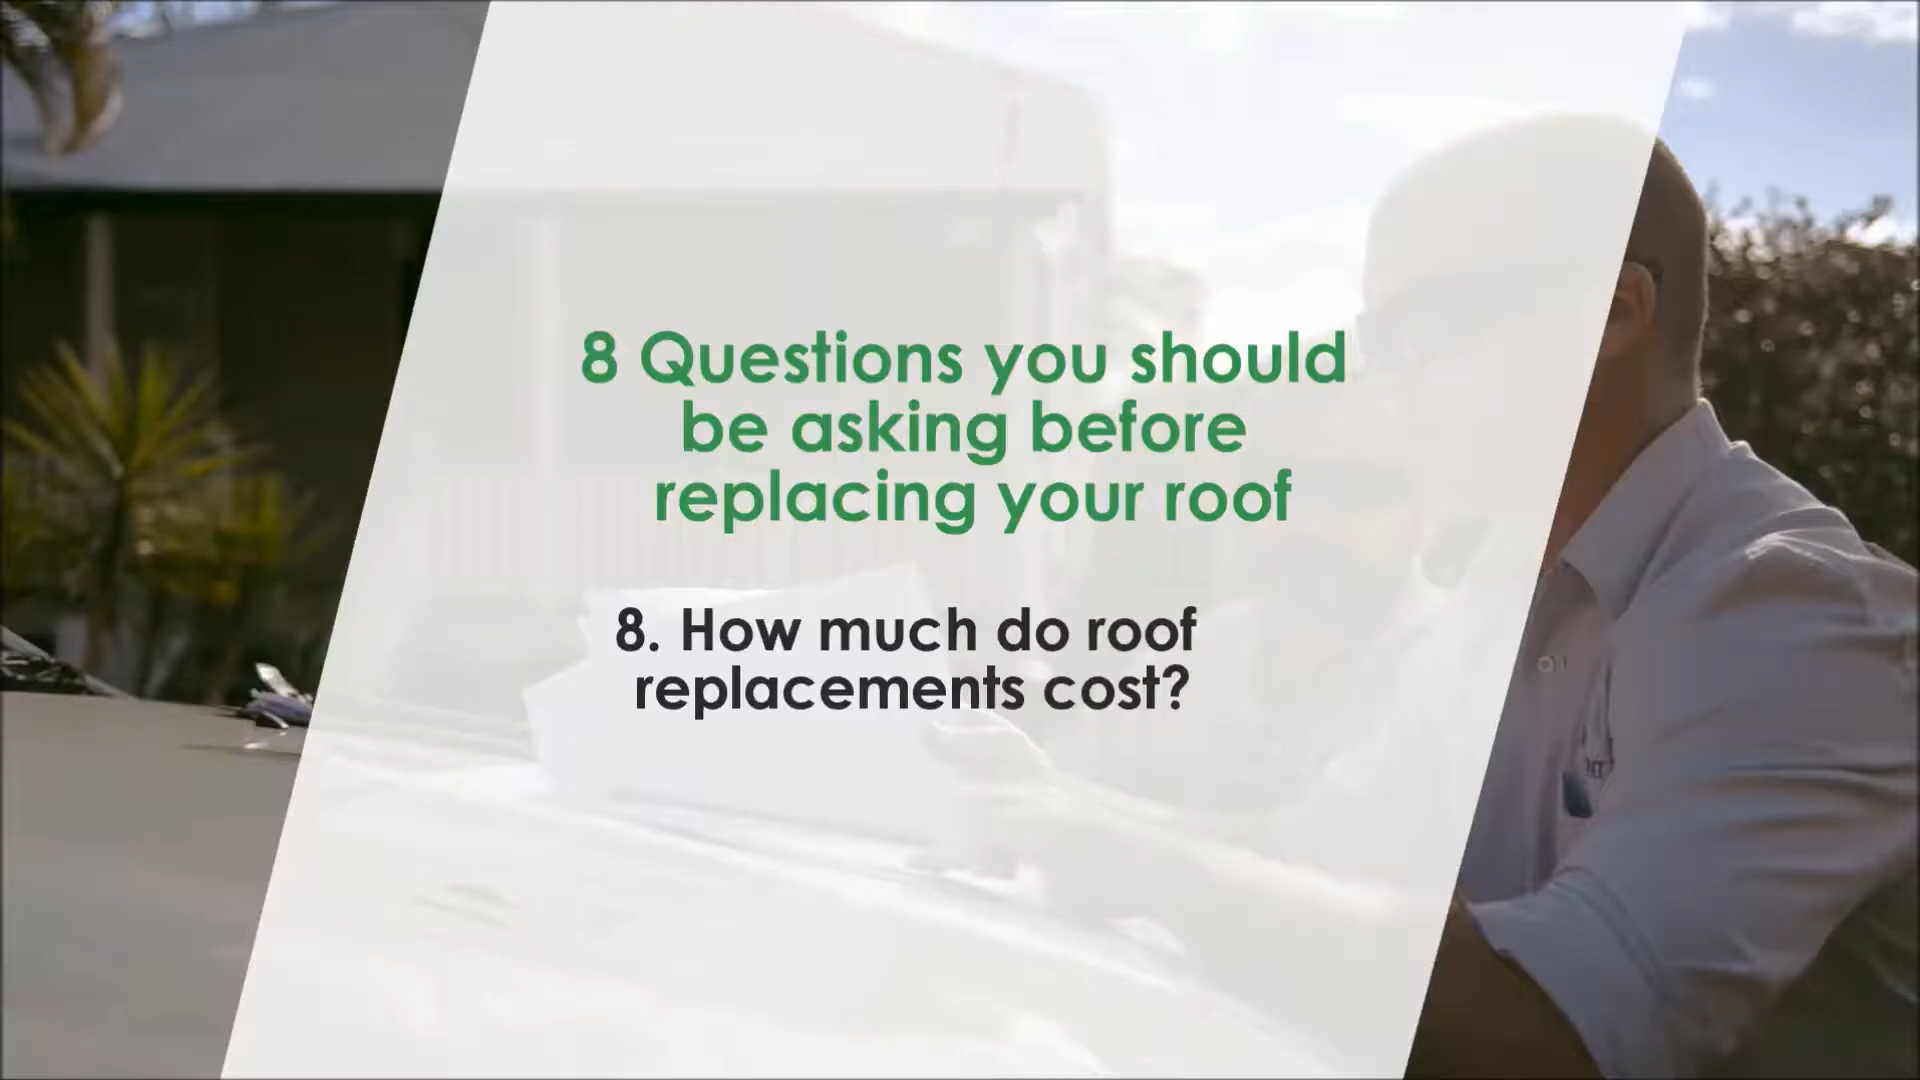 8 Questions you should
be asking before
replacing your roof
8. How much do roof
replacements cost?